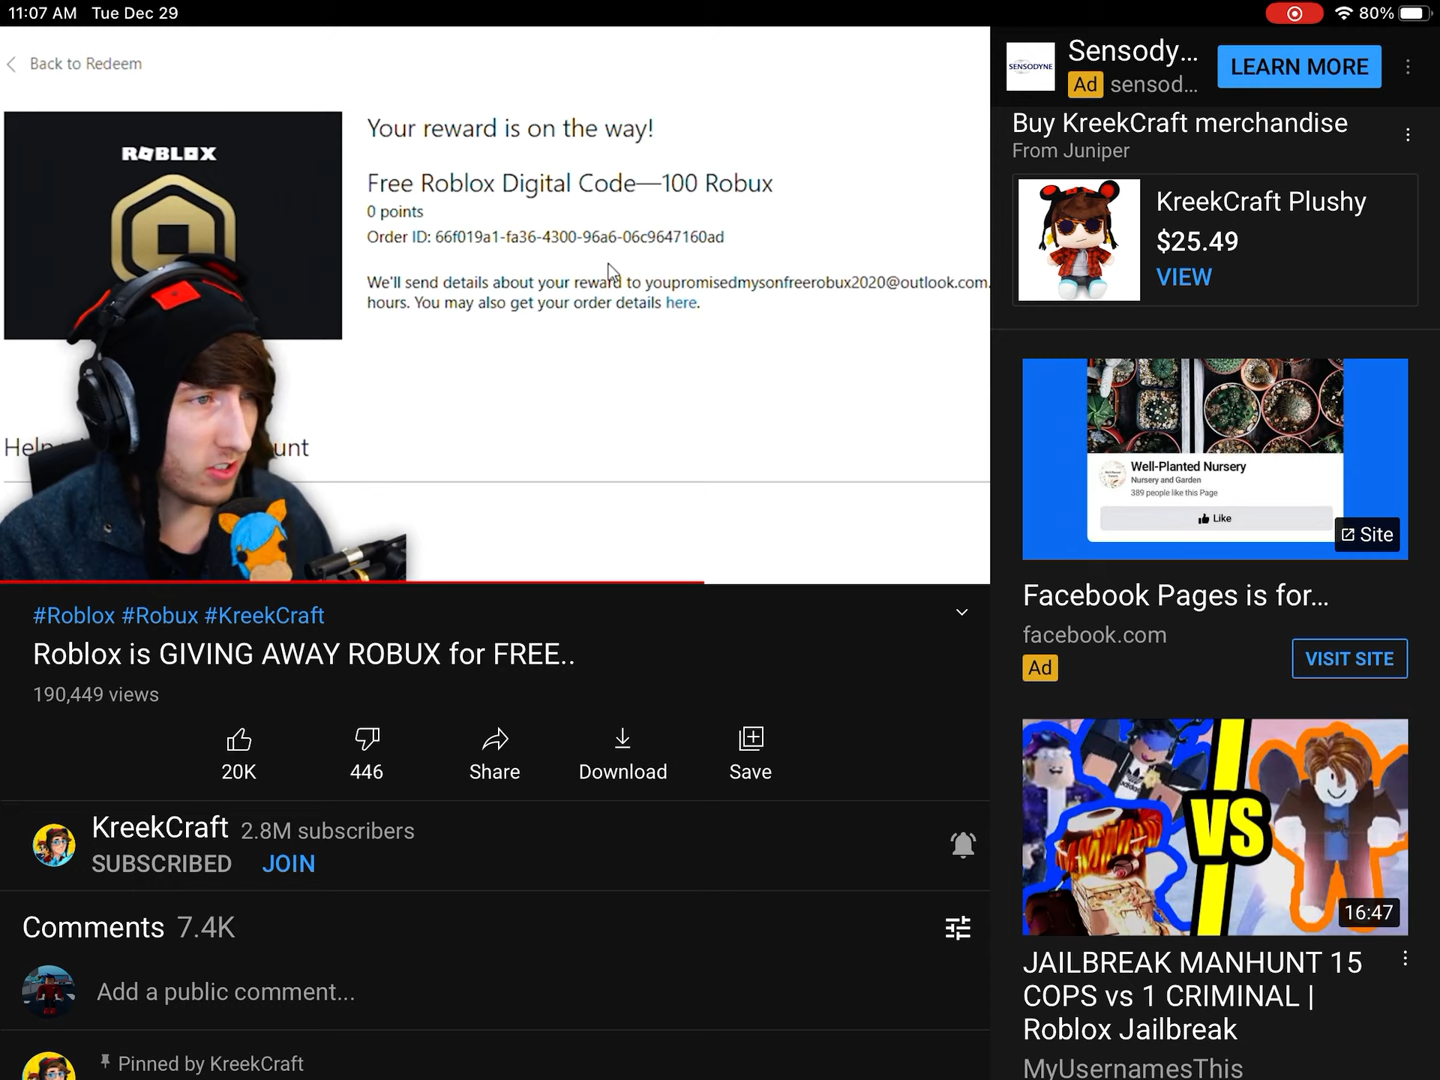 11:07 AM Tue Dec 29
80%
Back to Redeem
ROBLOX
Your reward is on the way!
Free Roblox Digital Code—100 Robux
0 points
Order ID: 66f019a1-fa36-4300-96a6-06c9647160ad
We'll send details about your reward to youpromisedmysonfreerobux2020@outlook.com.
hours. You may also get your order details here.
Help
unt
#Roblox #Robux #KreekCraft
Roblox is GIVING AWAY ROBUX for FREE..
190,449 views
20K
446
Share
Download
Save
KreekCraft 2.8M subscribers
SUBSCRIBED JOIN
Comments 7.4K
Add a public comment...
Pinned by KreekCraft
SENSODYNE
Sensody...
Ad sensod...
LEARN MORE
Buy KreekCraft merchandise
From Juniper
KreekCraft Plushy
$25.49
VIEW
Well-Planted Nursery
Nursery and Garden
389 people like this Page
Like
Site
Facebook Pages is for...
facebook.com
Ad
VISIT SITE
VS
16:47
JAILBREAK MANHUNT 15
COPS vs 1 CRIMINAL |
Roblox Jailbreak
MyUsernamesThis